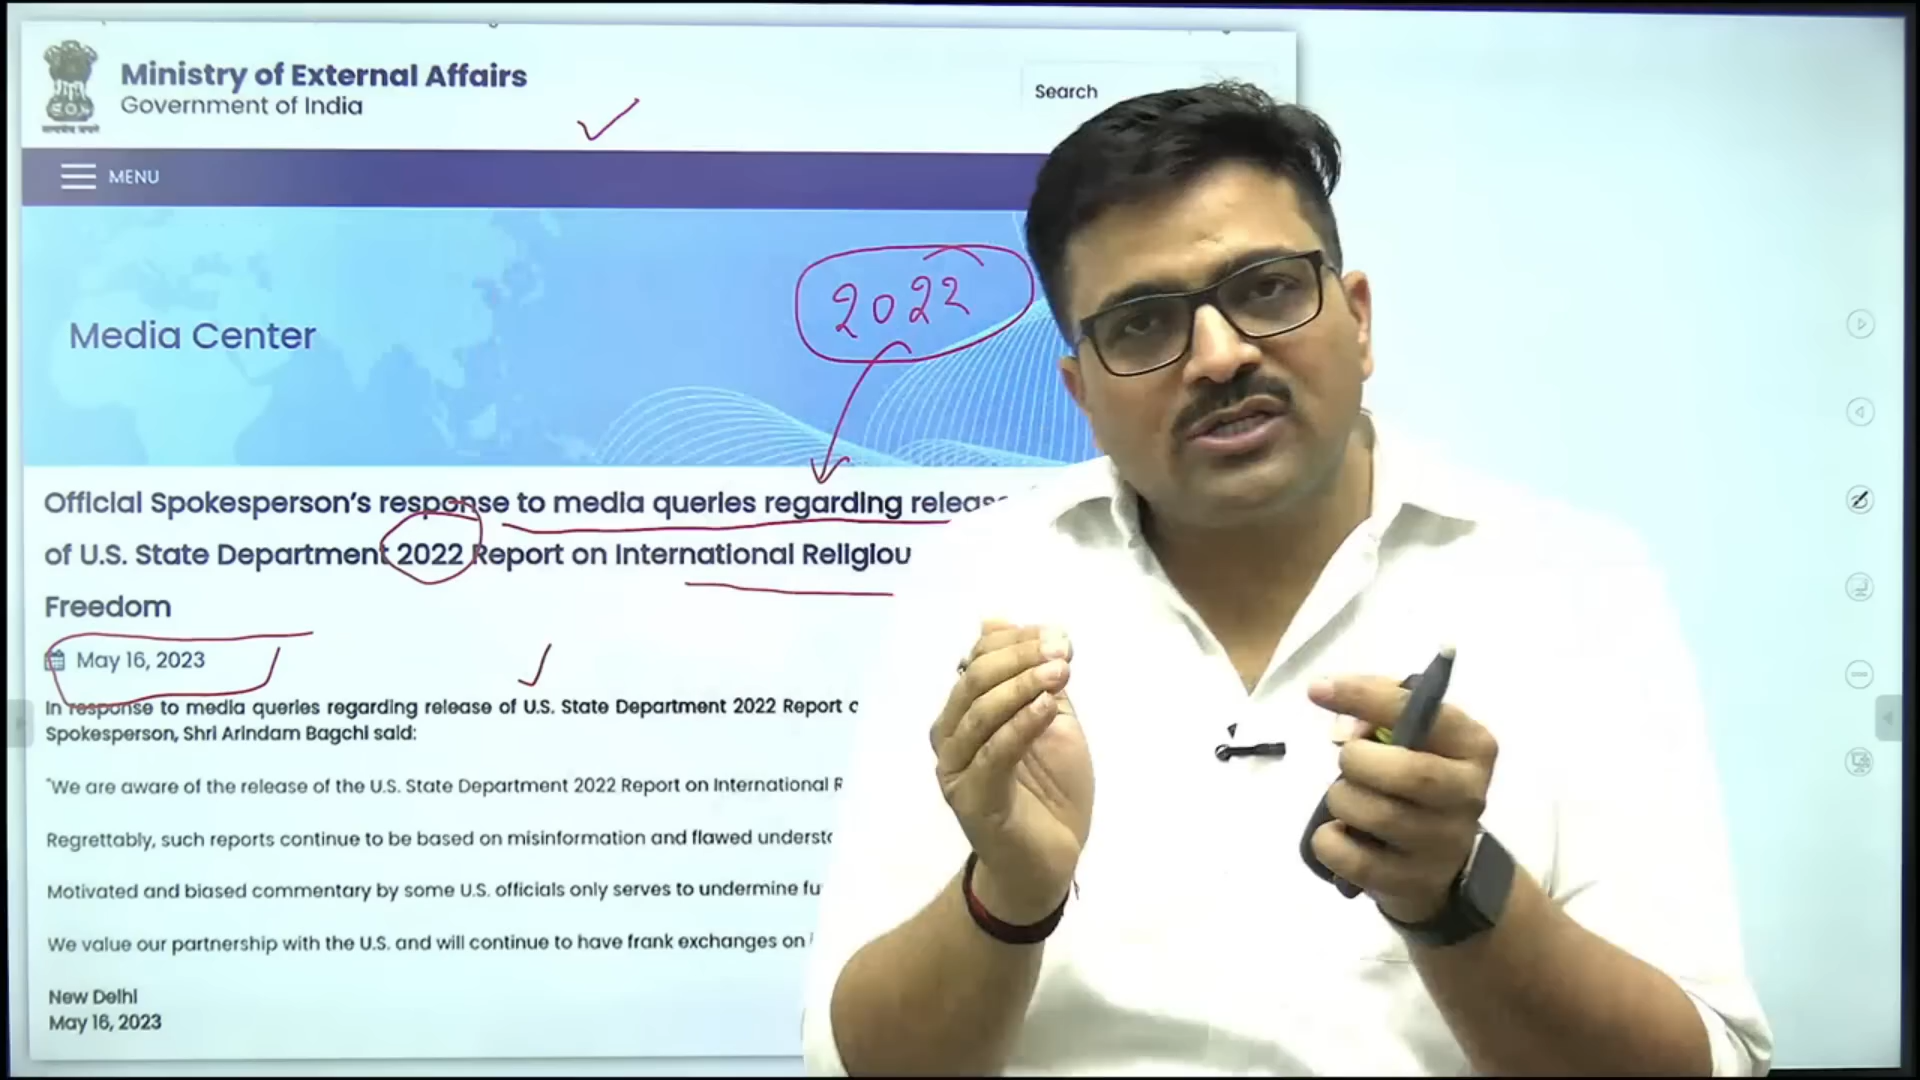 Ministry of External Affairs
Government of India
Search
MENU
2022
Media Center
Official Spokesperson's response to media queries regarding releas
of U.S. State Department 2022 Report on International Religiou
Freedom
May 16, 2023
In response to media queries regarding release of U.S. State Department 2022 Report
Spokesperson, Shri Arindam Bagchi said:
"We are aware of the release of the U.S. State Department 2022 Report on International R
Regrettably, such reports continue to be based on misinformation and flawed underst
Motivated and biased commentary by some U.S. officials only serves to undermine fu
We value our partnership with the U.S. and will continue to have frank exchanges on
New Delhi
May 16, 2023